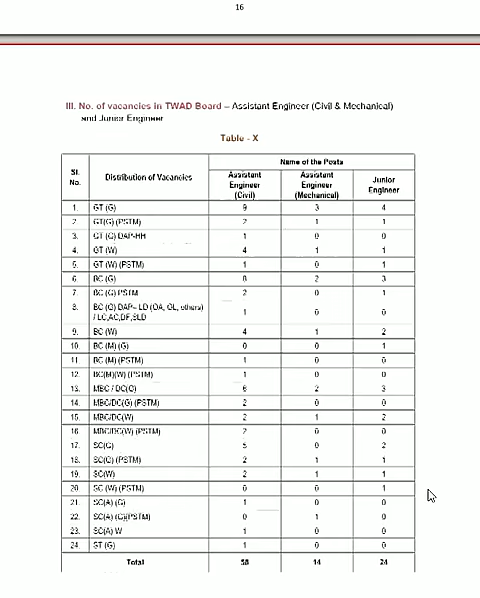 16
III. No. of vacancies in TWAD Board – Assistant Engineer (Civil & Mechanical)
and Junior Engineer
Table - X
Sl. No. Distribution of Vacancies Name of the Posts
Assistant Engineer (Civil) Assistant Engineer (Mechanical) Junior Engineer
1. GT (G) 9 3 4
2. GT(G) (PSTM) 2 1 1
3. GT (G) DAP-HH 1 0 0
4. GT (W) 4 1 1
5. GT (W) (PSTM) 1 0 1
6. BC (G) 8 2 3
7. BC (G) PSTM 2 0 1
8. BC (G) DAP– LD (OA, OL, others) / LC,AC,DF,SLD 1 0 0
9. BC (W) 4 1 2
10. BC (M) (G) 0 0 1
11. BC (M) (PSTM) 1 0 0
12. BC(M)(W) (PSTM) 1 0 0
13. MBC / DC(G) 6 2 3
14. MBC/DC(G) (PSTM) 2 0 0
15. MBC/DC(W) 2 1 2
16. MBC/DC(W) (PSTM) 2 0 0
17. SC(G) 5 0 2
18. SC(G) (PSTM) 2 1 1
19. SC(W) 2 1 1
20. SC (W) (PSTM) 0 0 1
21. SC(A) (G) 1 0 0
22. SC(A) (G)(PSTM) 0 1 0
23. SC(A) W 1 0 0
24. ST (G) 1 0 0
Total 58 14 24